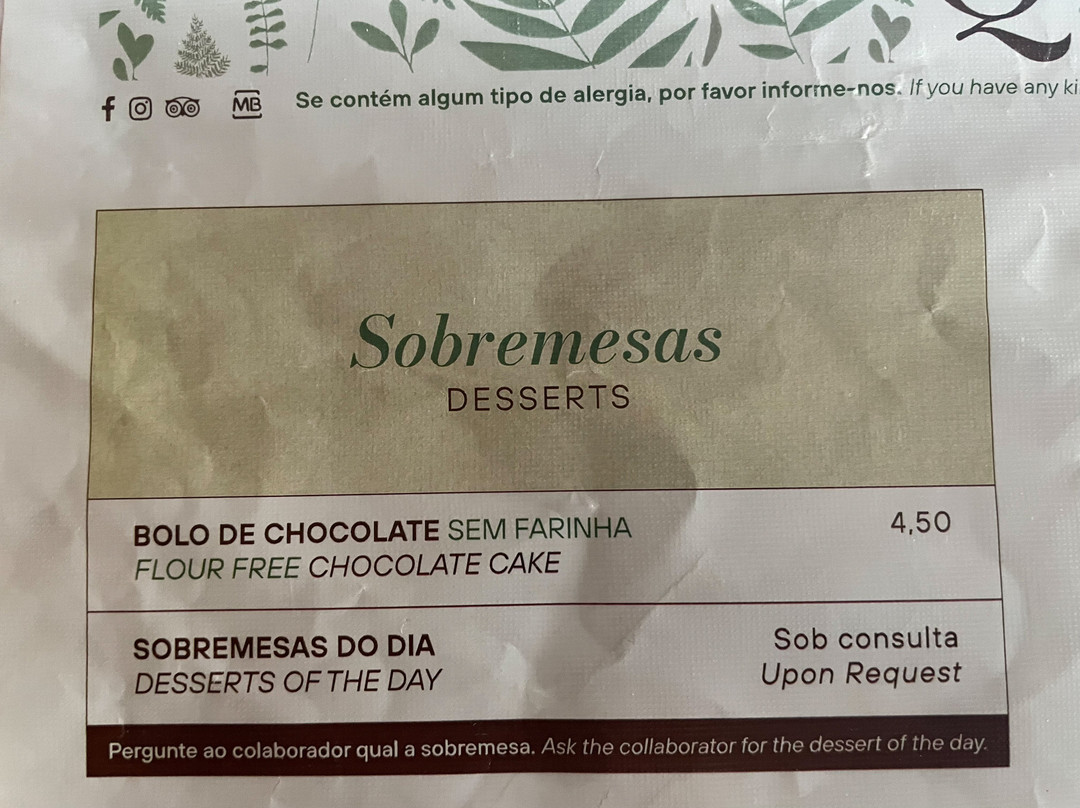 Q
MB
Se contém algum tipo de alergia, por favor informe-nos. If you have any
Sobremesas
DESSERTS
BOLO DE CHOCOLATE SEM FARINHA 4,50
FLOUR FREE CHOCOLATE CAKE
SOBREMESAS DO DIA Sob consulta
DESSERTS OF THE DAY Upon Request
Pergunte ao colaborador qual a sobremesa. Ask the collaborator for the dessert of the day.